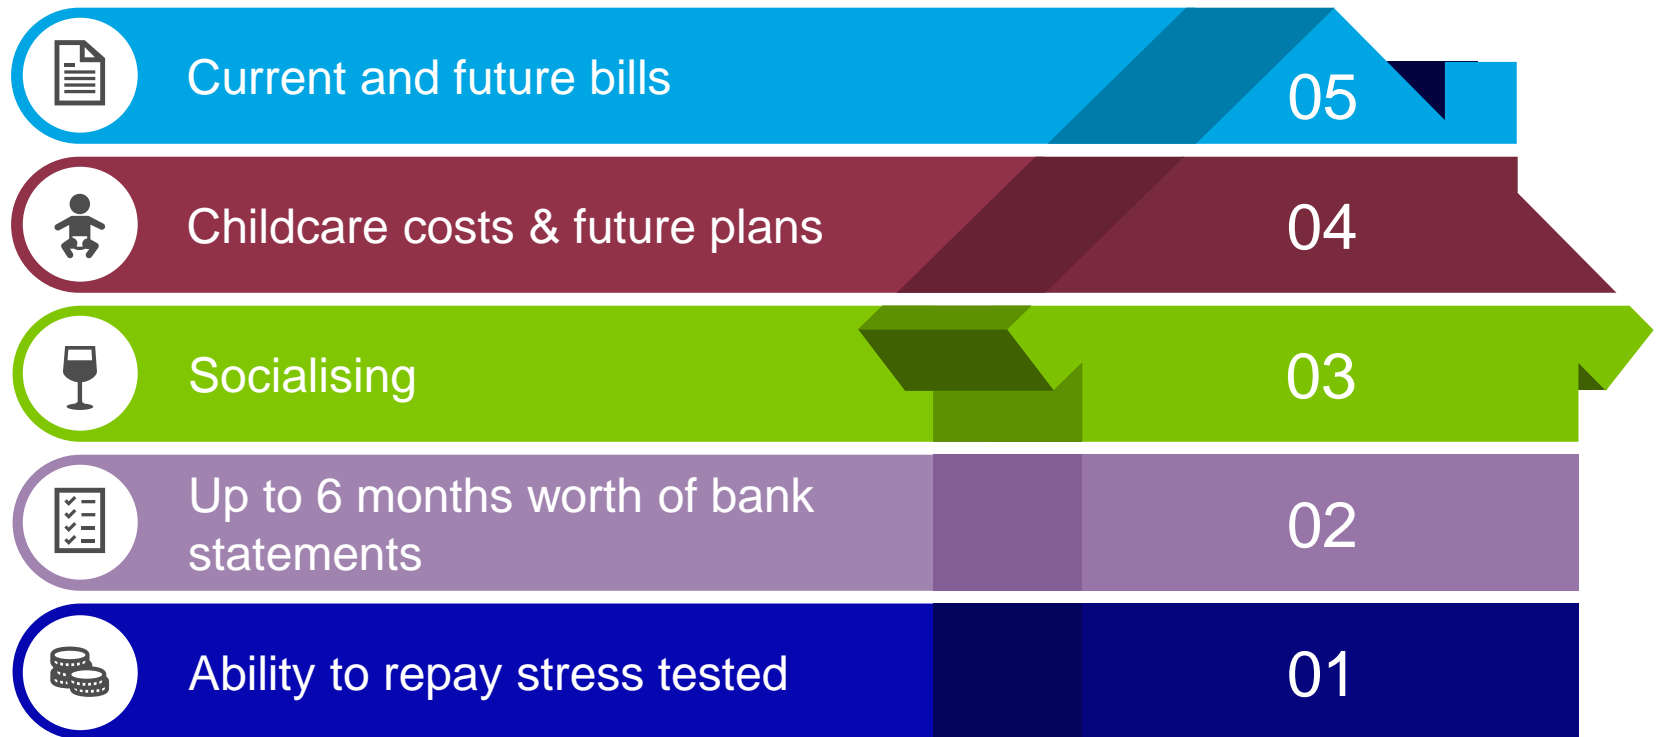 Current and future bills
05
Childcare costs & future plans
04
Socialising
03
Up to 6 months worth of bank
statements
02
Ability to repay stress tested
01